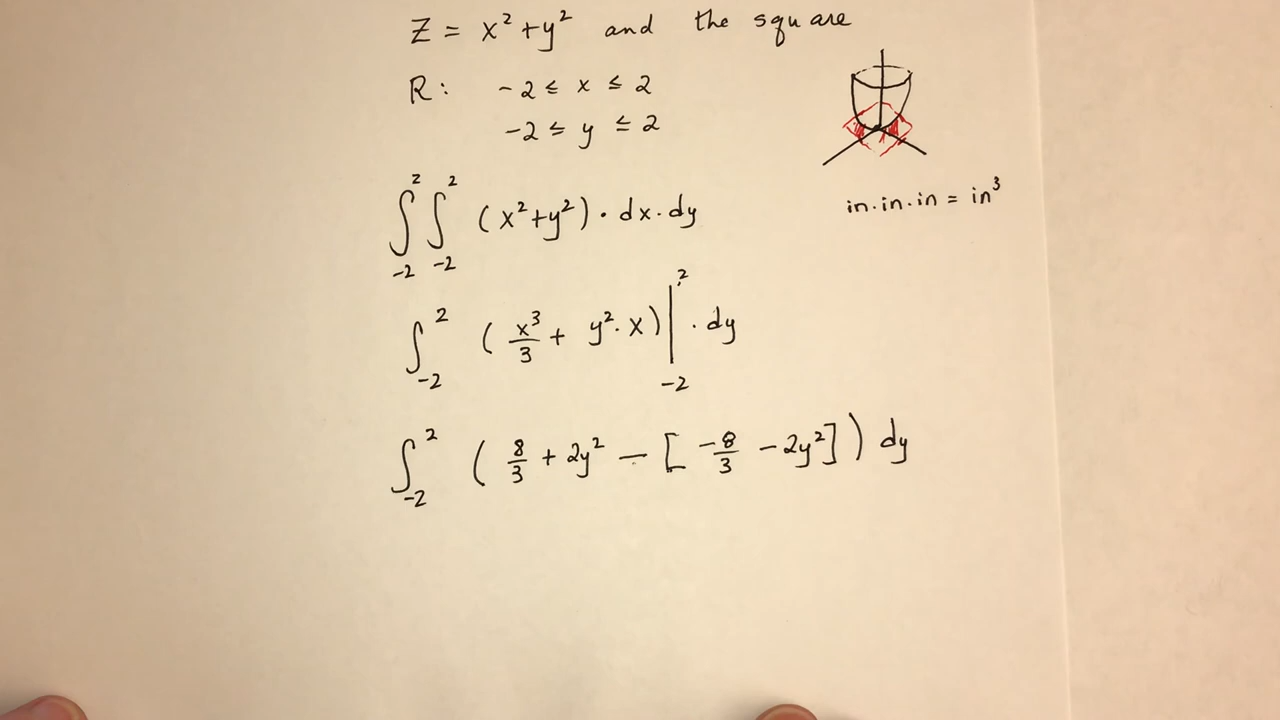 Z = x² + y² and the square
R: -2 ≤ x ≤ 2
-2 ≤ y ≤ 2
in·in·in = in³
∫₋₂² ∫₋₂² (x²+y²)·dx·dy
∫₋₂² (x³/3 + y²·x)|₋₂² · dy
∫₋₂² (8/3 + 2y² — [-8/3 - 2y²]) dy